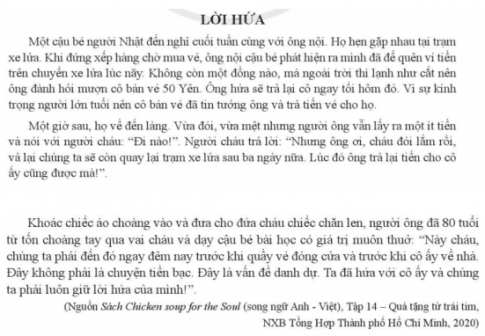 LỜI HỨA
Một cậu bé người Nhật đến nghỉ cuối tuần cùng với ông nội. Họ hẹn gặp nhau tại trạm
xe lửa. Khi đứng xếp hàng chờ mua vé, ông nội cậu bé phát hiện ra mình đã để quên ví tiền
trên chuyến xe lửa lúc nãy. Không còn một đồng nào, mà ngoài trời thì lạnh như cắt nên
ông đành hỏi mượn cô bán vé 50 Yên. Ông hứa sẽ trả lại cô ngay tối hôm đó. Vì sự kính
trọng người lớn tuổi nên cô bán vé đã tin tưởng ông và trả tiền vé cho họ.
Một giờ sau, họ về đến làng. Vừa đói, vừa mệt nhưng người ông vẫn lấy ra một ít tiền
và nói với người cháu: “Đi nào!”. Người cháu trả lời: “Nhưng ông ơi, cháu đói lắm rồi,
và lại chúng ta sẽ còn quay lại trạm xe lửa sau ba ngày nữa. Lúc đó ông trả lại tiền cho cô
ấy cũng được mà!”.
Khoác chiếc áo choàng vào và đưa cho đứa cháu chiếc chăn len, người ông đã 80 tuổi
từ tốn choàng tay qua vai cháu và dạy cậu bé bài học có giá trị muôn thuở: “Này cháu,
chúng ta phải đến đó ngay đêm nay trước khi quầy vé đóng cửa và trước khi cô ấy về nhà.
Đây không phải là chuyện tiền bạc. Đây là vấn đề danh dự. Ta đã hứa với cô ấy và chúng
ta phải luôn giữ lời hứa của mình!”.
(Nguồn Sách Chicken soup for the Soul (song ngữ Anh - Việt), Tập 14 – Quà tặng từ trái tim,
NXB Tổng Hợp Thành phố Hồ Chí Minh, 2020)